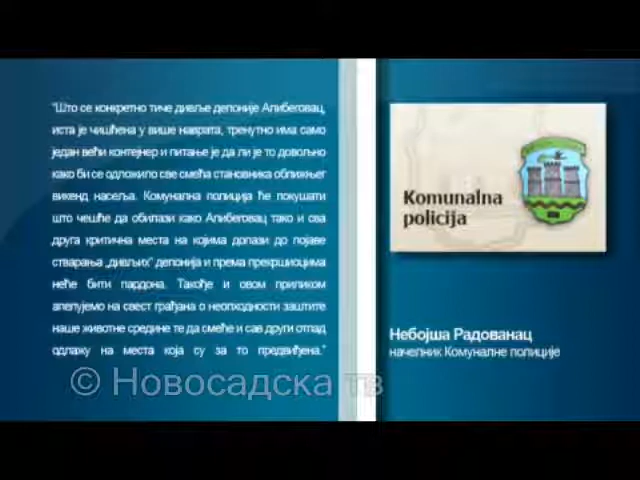 "Што се конкретно тиче дивље депоније Алибеговац,
иста је чишћена у више наврата, тренутно има само
један већи контејнер и питање је да ли је то довољно
како би се одложило све смећа становника оближњег
викенд насеља. Комунална полиција ће покушати
што чешће да обилази како Алибеговац тако и сва
друга критична места на којима долази до појаве
стварања „дивљих" депонија и према прекршиоцима
неће бити пардона. Такође и овом приликом
апелујемо на свест грађана о неопходности заштите
наше животне средине те да смеће и сав други отпад
одлажу на места која су за то предвиђена."
Komunalna
policija
Небојша Радованац
начелник Комуналне полиције
© Новосадска тв